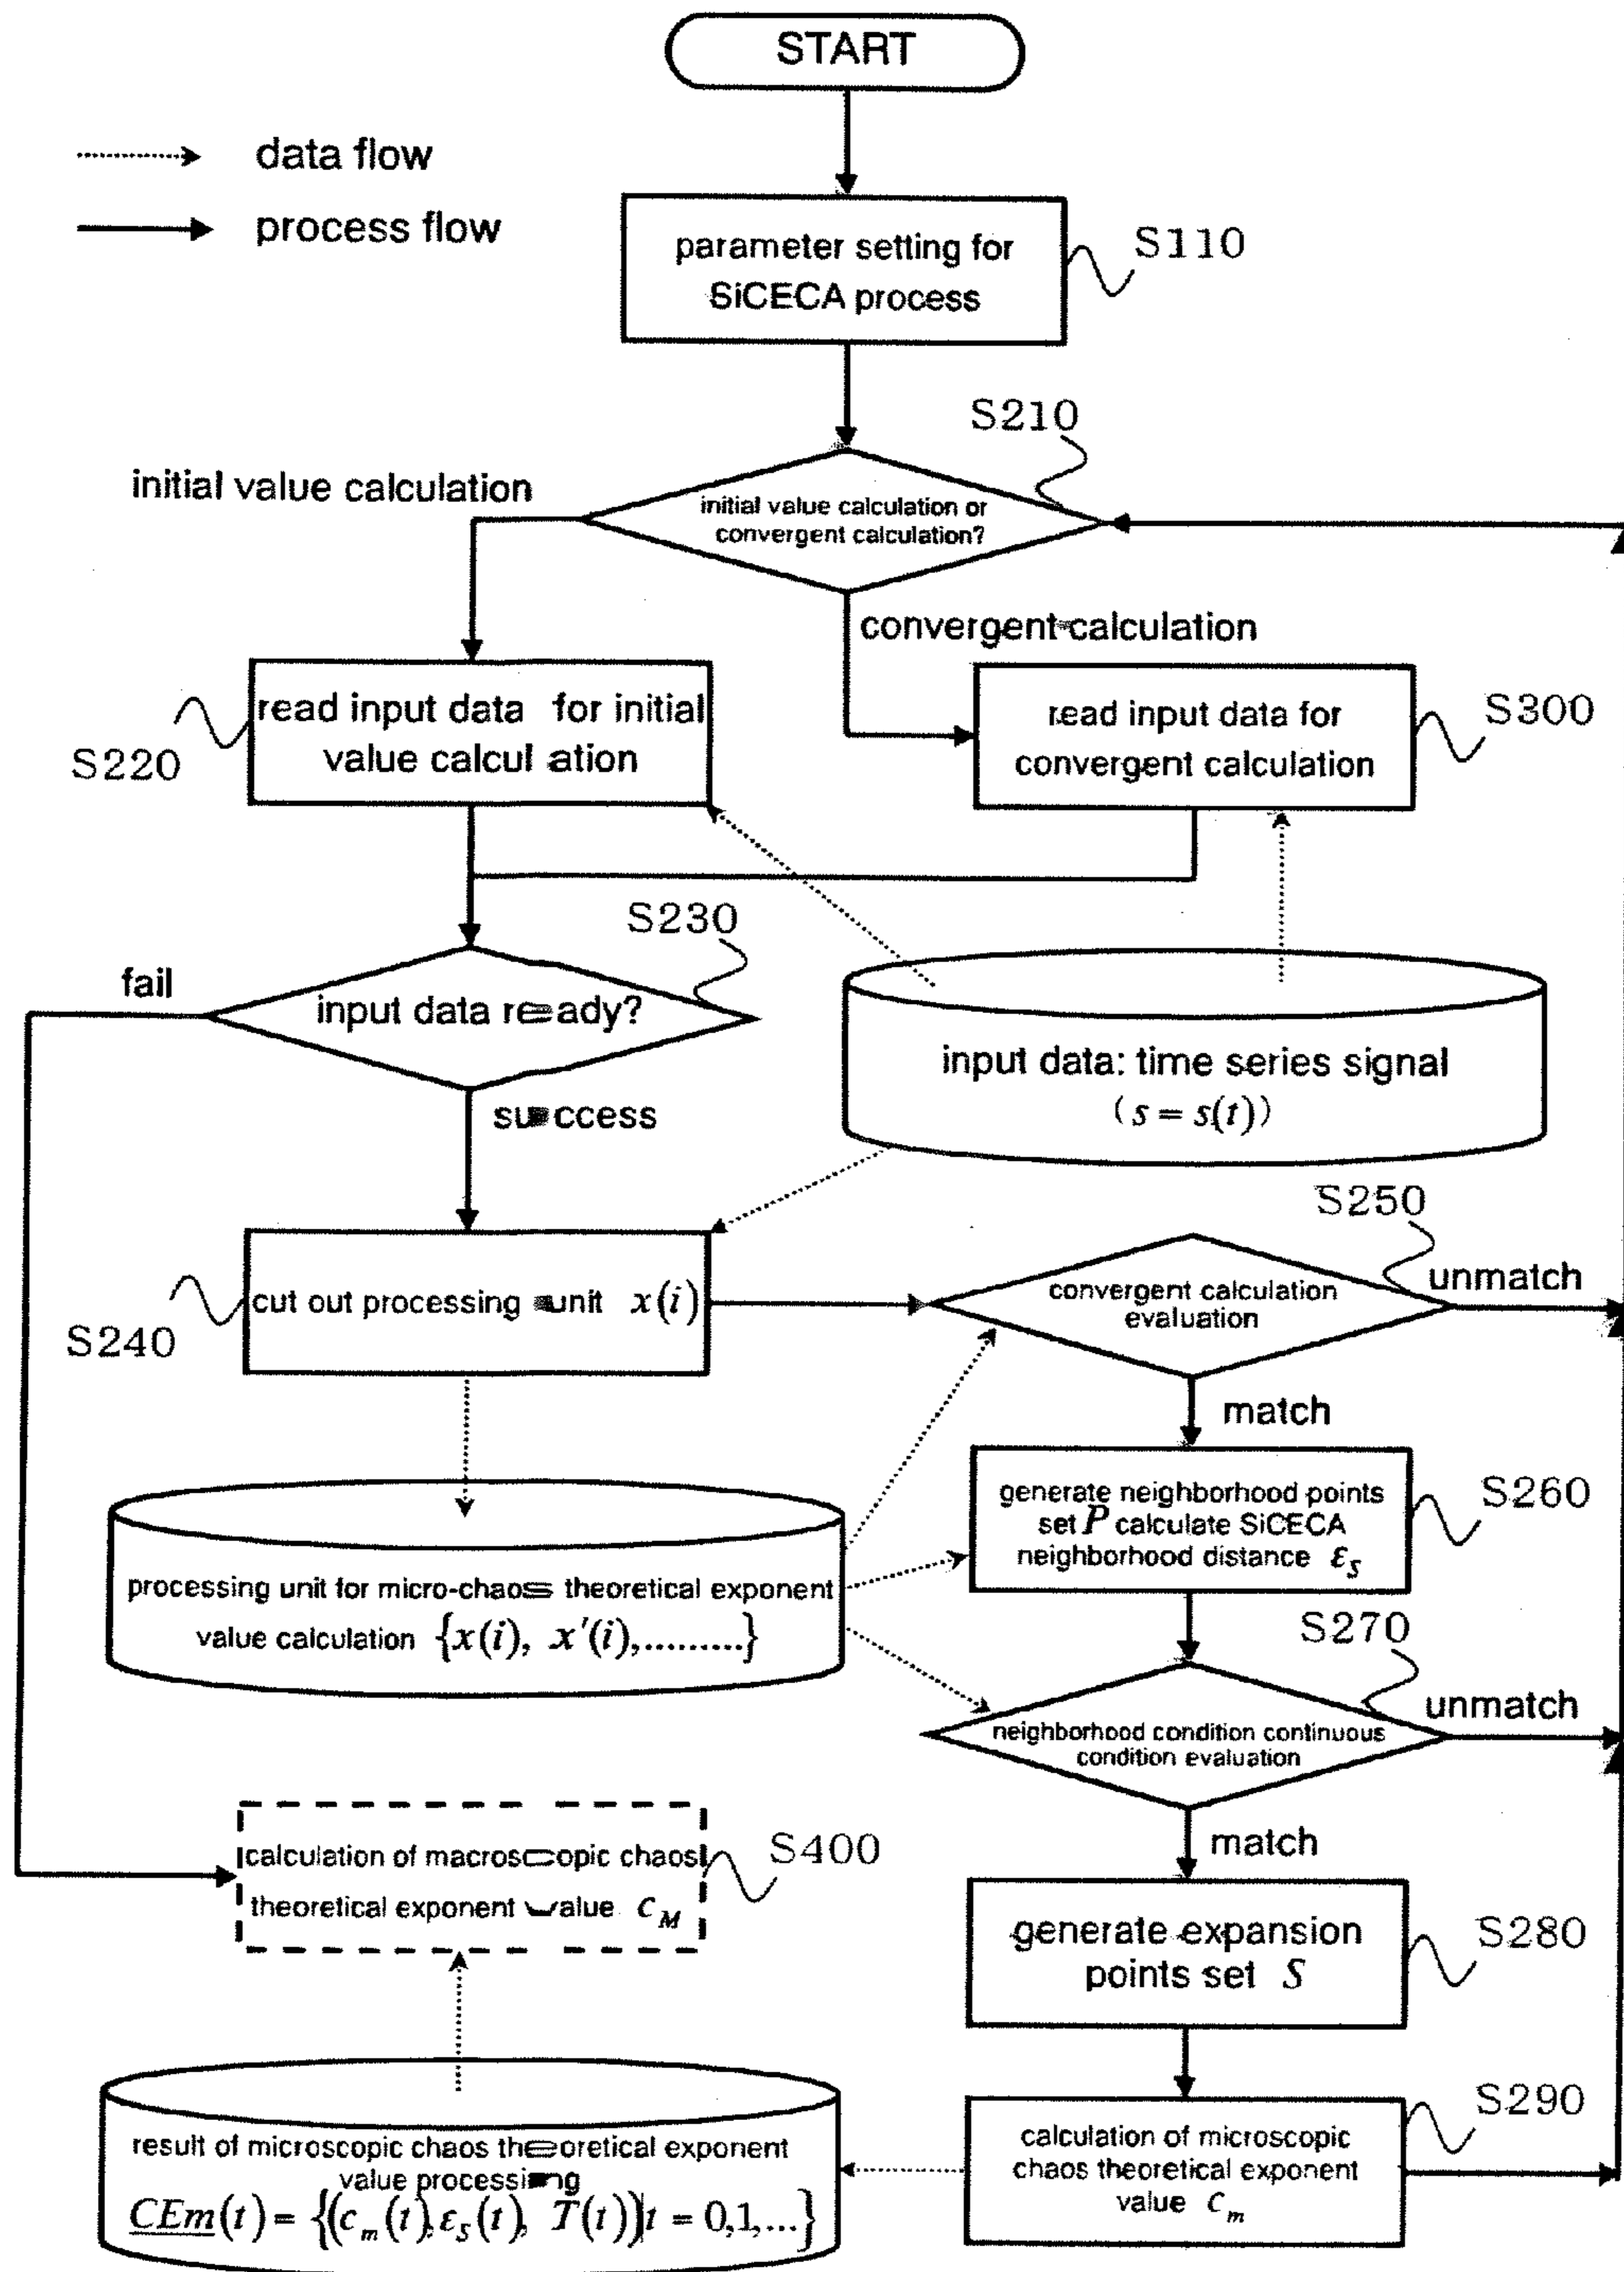 START
data flow
process flow
parameter setting for
SiCECA process
S110
S210
initial value calculation
initial value calculation or
convergent calculation?
convergent calculation
read input data for initial
value calculation
S220
read input data for
convergent calculation
S300
S230
fail
input data ready?
success
input data: time series signal
(s = s(t))
S250
cut out processing unit x(i)
S240
convergent calculation
evaluation
unmatch
match
generate neighborhood points
set P calculate SiCECA
neighborhood distance ε_S
S260
processing unit for micro-chaos theoretical exponent
value calculation {x(i), x'(i),.........}
S270
neighborhood condition continuous
condition evaluation
unmatch
match
calculation of macroscopic chaos
theoretical exponent value c_M
S400
generate expansion
points set S
S280
result of microscopic chaos theoretical exponent
value processing
CEm(t) = {(c_m(t), ε_S(t), T(t))|t = 0,1,...}
calculation of microscopic
chaos theoretical exponent
value c_m
S290